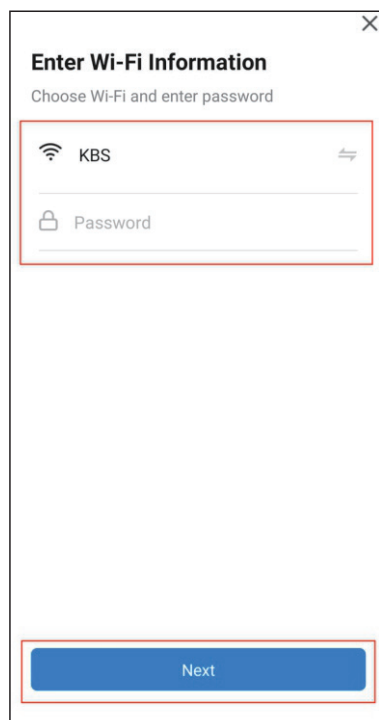 Enter Wi-Fi Information
Choose Wi-Fi and enter password
KBS
Password
Next